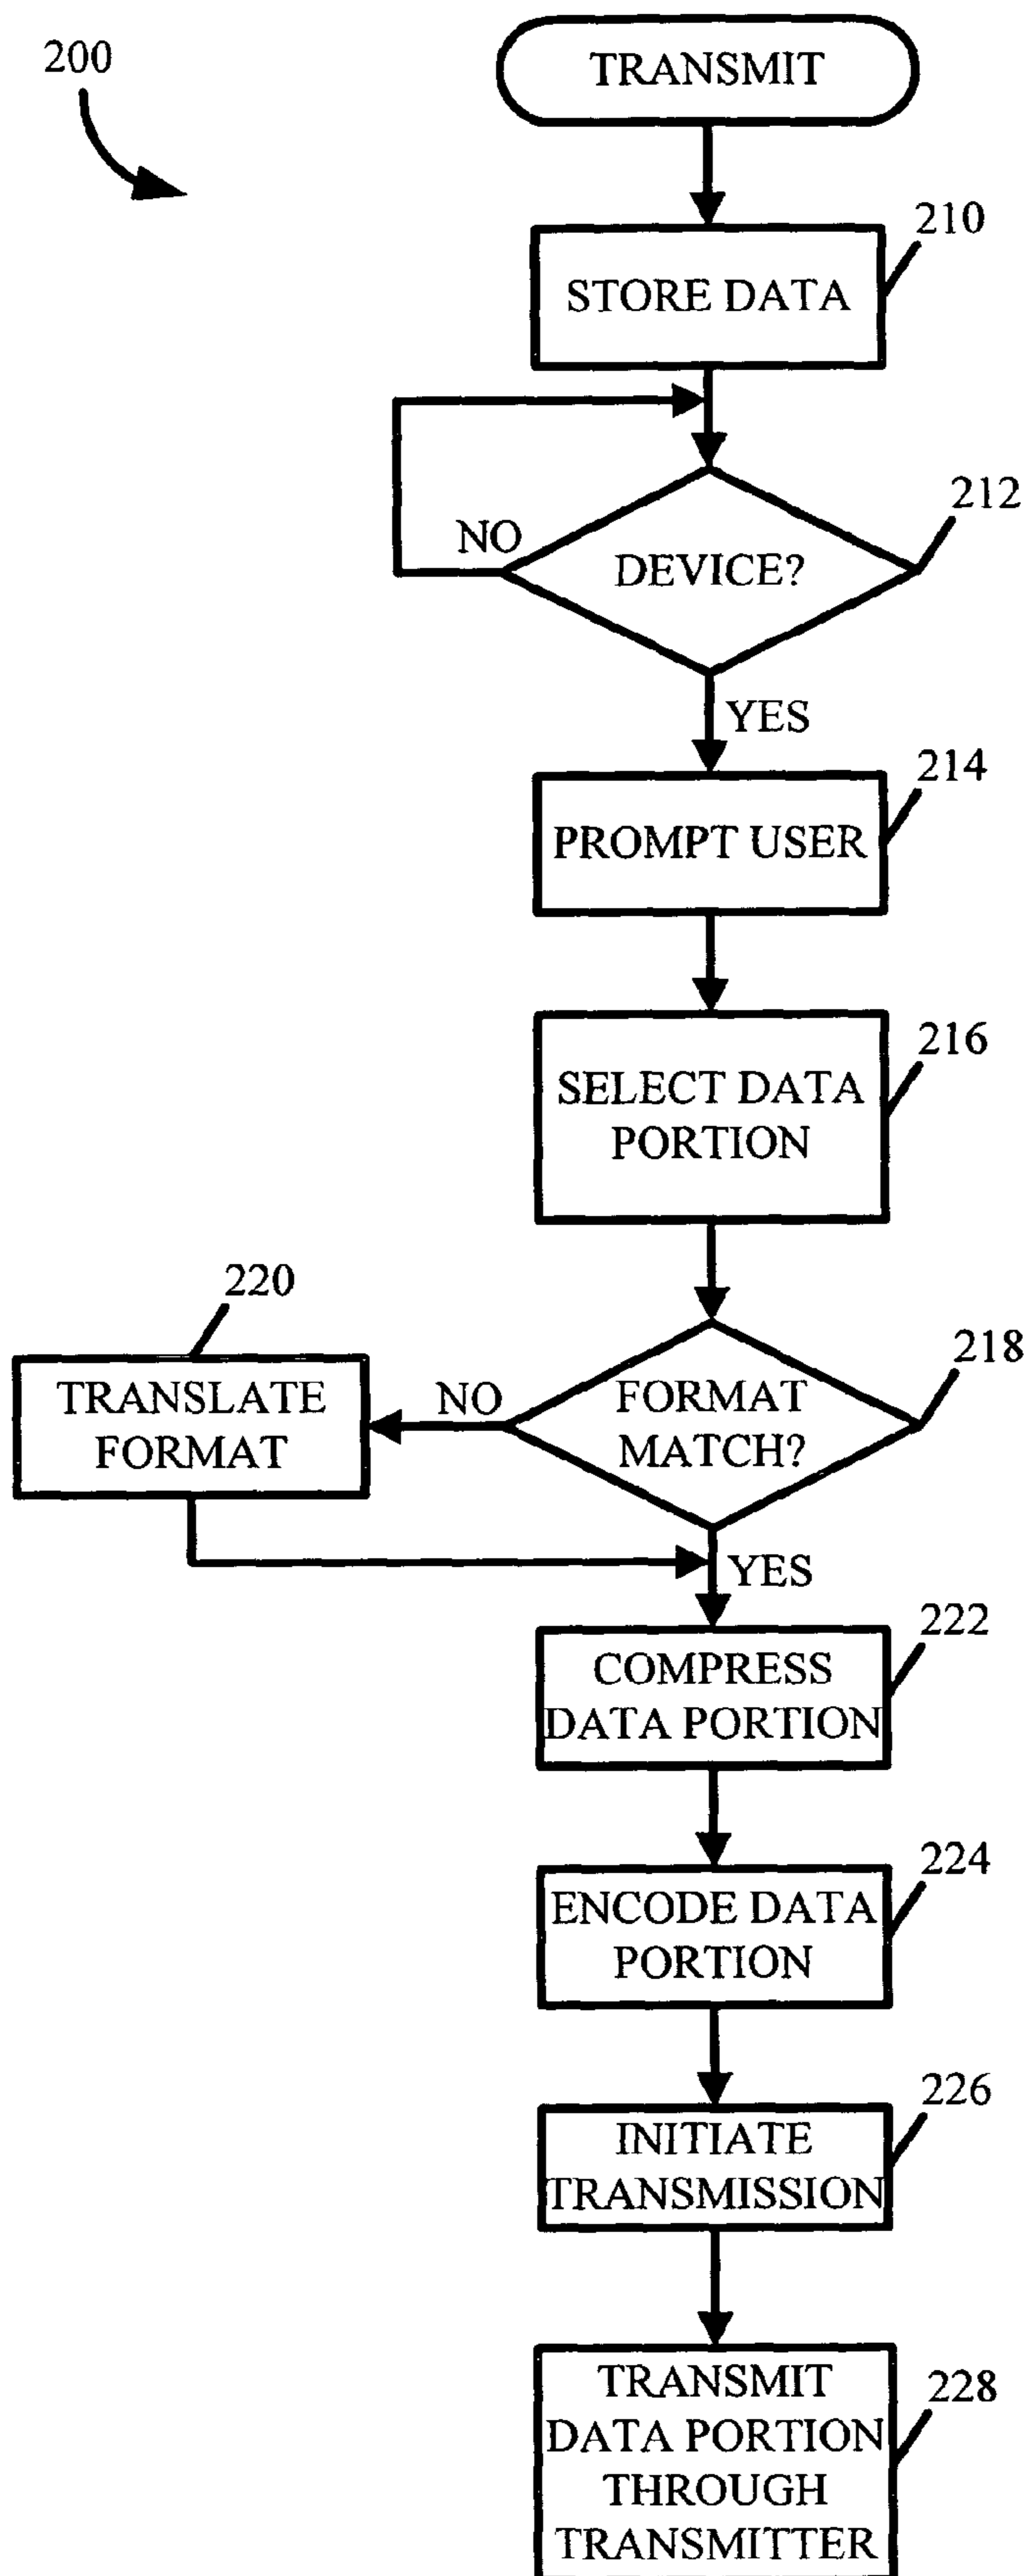 200
TRANSMIT
210
STORE DATA
212
NO
DEVICE?
YES
214
PROMPT USER
216
SELECT DATA
PORTION
220
218
TRANSLATE
FORMAT
NO
FORMAT
MATCH?
YES
222
COMPRESS
DATA PORTION
224
ENCODE DATA
PORTION
226
INITIATE
TRANSMISSION
228
TRANSMIT
DATA PORTION
THROUGH
TRANSMITTER